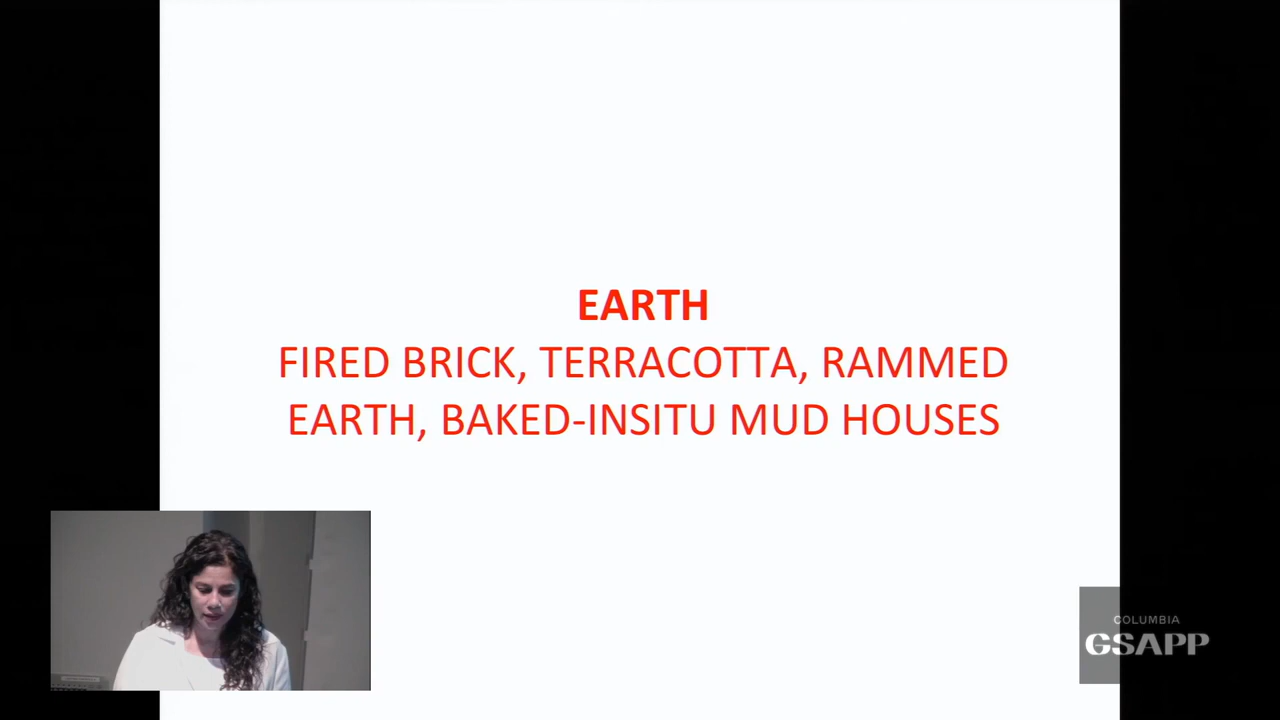 EARTH
FIRED BRICK, TERRACOTTA, RAMMED
EARTH, BAKED-INSITU MUD HOUSES
COLUMBIA
GSAPP